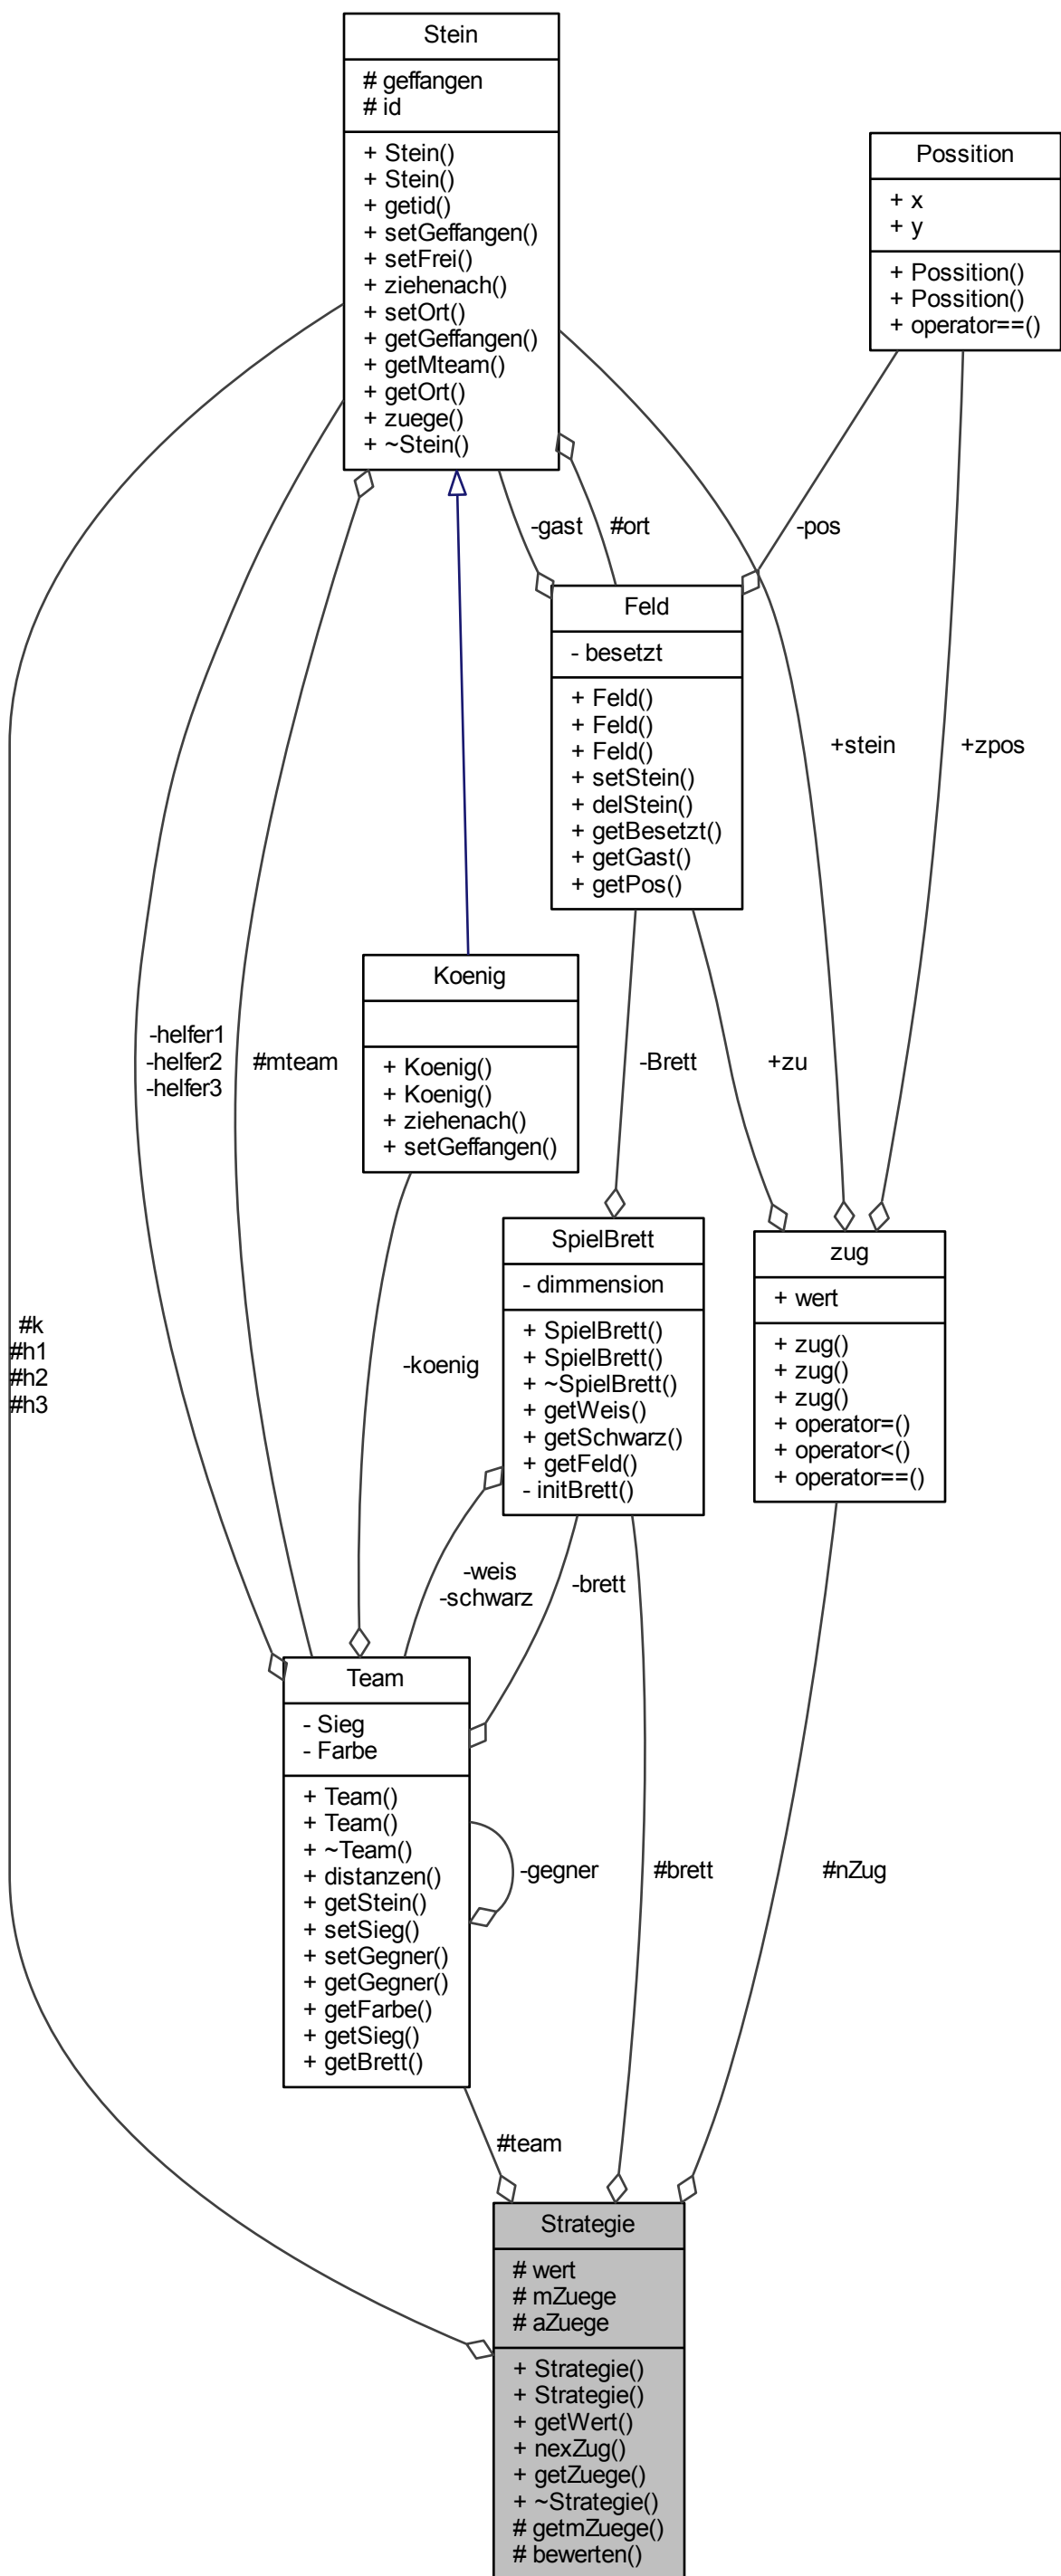 Stein
# geffangen
# id
+ Stein()
+ Stein()
+ getid()
+ setGeffangen()
+ setFrei()
+ ziehenach()
+ setOrt()
+ getGeffangen()
+ getMteam()
+ getOrt()
+ zuege()
+ ~Stein()
Possition
+ x
+ y
+ Possition()
+ Possition()
+ operator==()
-gast
#ort
-pos
Feld
- besetzt
+ Feld()
+ Feld()
+ Feld()
+ setStein()
+ delStein()
+ getBesetzt()
+ getGast()
+ getPos()
+stein
+zpos
-helfer1
-helfer2
-helfer3
#mteam
Koenig
+ Koenig()
+ Koenig()
+ ziehenach()
+ setGeffangen()
-Brett
+zu
SpielBrett
- dimmension
+ SpielBrett()
+ SpielBrett()
+ ~SpielBrett()
+ getWeis()
+ getSchwarz()
+ getFeld()
- initBrett()
zug
+ wert
+ zug()
+ zug()
+ zug()
+ operator=()
+ operator<()
+ operator==()
#k
#h1
#h2
#h3
-koenig
-weis
-schwarz
-brett
Team
- Sieg
- Farbe
+ Team()
+ Team()
+ ~Team()
+ distanzen()
+ getStein()
+ setSieg()
+ setGegner()
+ getGegner()
+ getFarbe()
+ getSieg()
+ getBrett()
-gegner
#brett
#nZug
#team
Strategie
# wert
# mZuege
# aZuege
+ Strategie()
+ Strategie()
+ getWert()
+ nexZug()
+ getZuege()
+ ~Strategie()
# getmZuege()
# bewerten()